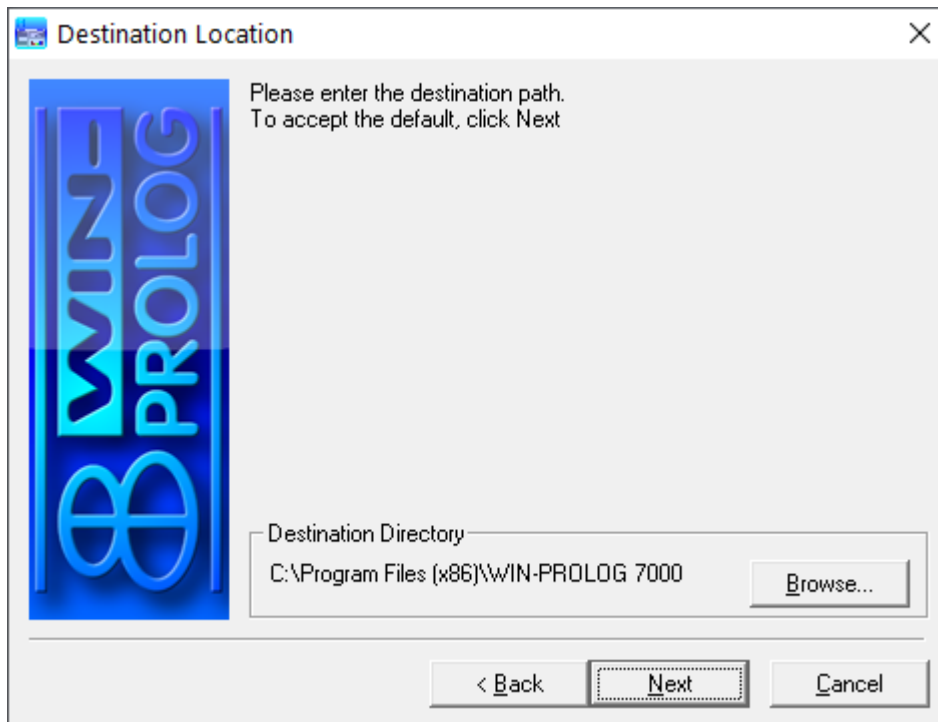 Destination Location
WIN-
PROLOG
Please enter the destination path.
To accept the default, click Next
Destination Directory
C:\Program Files (x86)\WIN-PROLOG 7000
Browse...
< Back
Next
Cancel